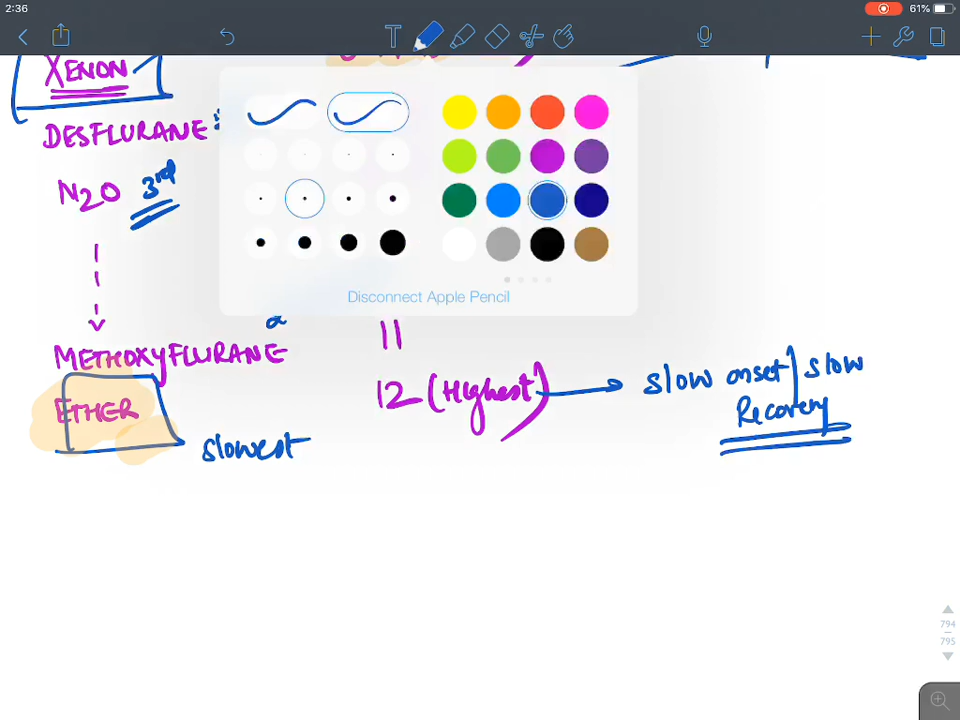 2:36
61%
T
XENON
DESFLURANE
N2O 3rd
Disconnect Apple Pencil
METHOXYFLURANE
α
11
ETHER
12 (Highest) → slow onset / slow
Recovery
slowest
794
795